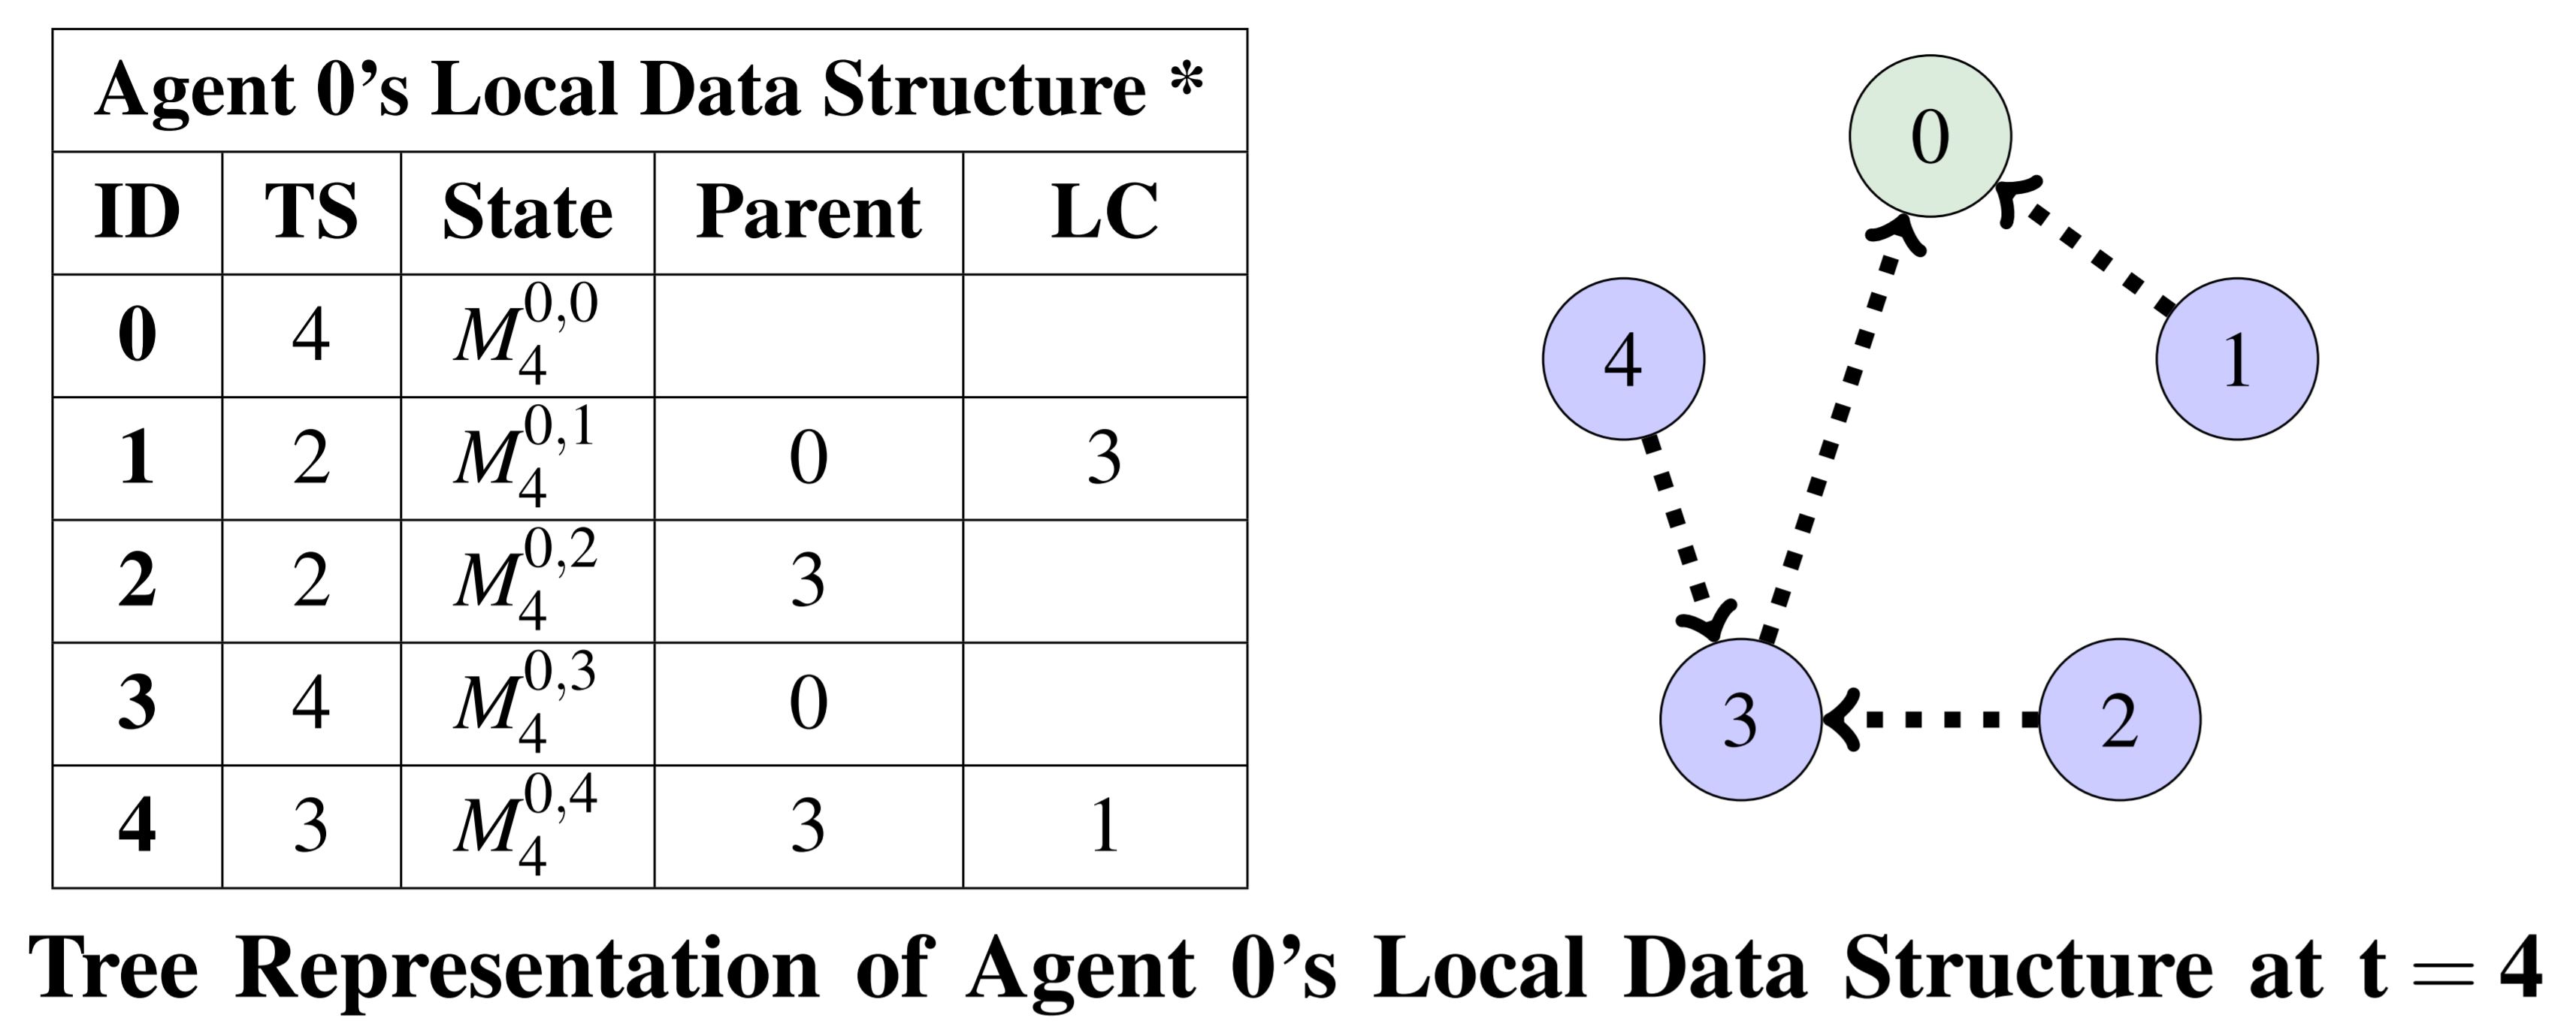 Agent 0's Local Data Structure *
ID TS State Parent LC
0 4 M_4^{0,0}
1 2 M_4^{0,1} 0 3
2 2 M_4^{0,2} 3
3 4 M_4^{0,3} 0
4 3 M_4^{0,4} 3 1
0
4 1
3 2
Tree Representation of Agent 0's Local Data Structure at t = 4